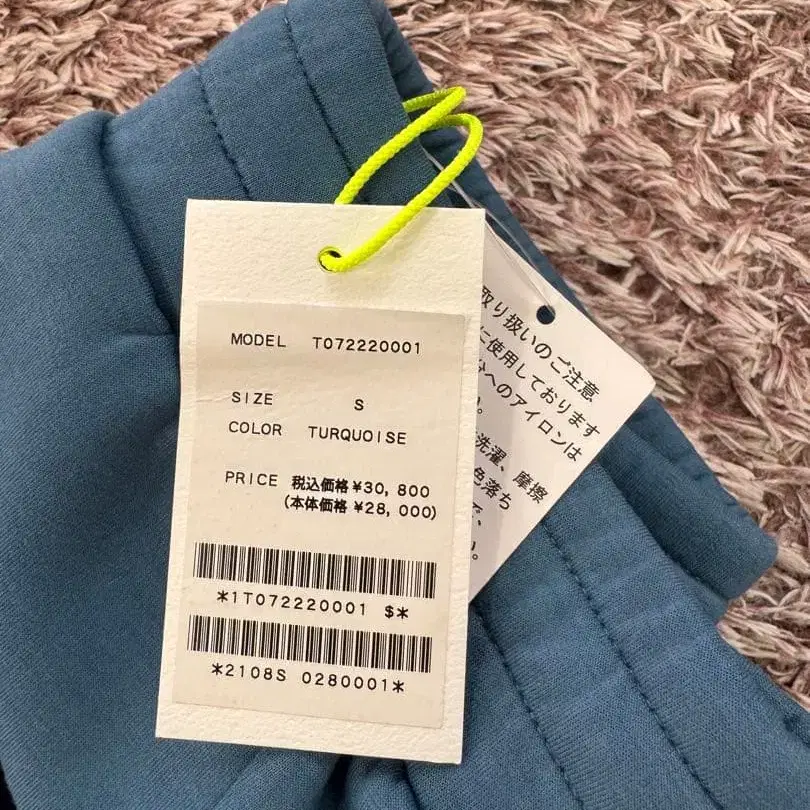 MODEL T072220001
SIZE S
COLOR TURQUOISE
PRICE 税込価格 ¥30,800
(本体価格 ¥28,000)
*1T072220001 $*
*2108S 0280001*
取り扱いのご注意
に使用しております
分へのアイロンは
洗濯、摩擦
色落ち